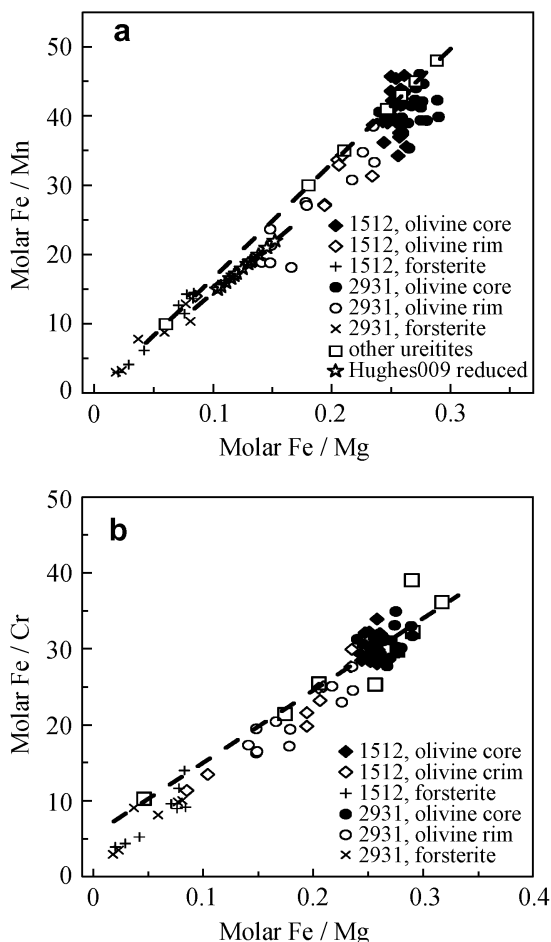 a
50
40
30
20
10
0
Molar Fe / Mn
1512, olivine core
1512, olivine rim
1512, forsterite
2931, olivine core
2931, olivine rim
2931, forsterite
other ureitites
Hughes009 reduced
0 0.1 0.2 0.3
Molar Fe / Mg
b
50
40
30
20
10
0
Molar Fe / Cr
1512, olivine core
1512, olivine crim
1512, forsterite
2931, olivine core
2931, olivine rim
2931, forsterite
0 0.1 0.2 0.3 0.4
Molar Fe / Mg